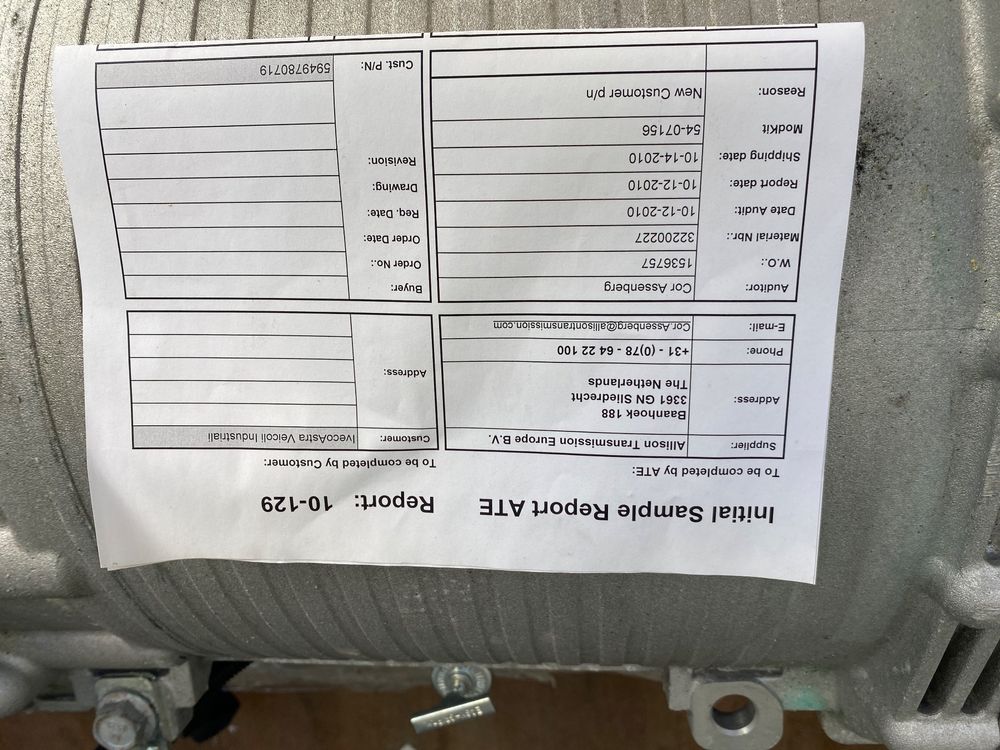 Initial Sample Report ATE Report: 10-129
To be completed by ATE: To be completed by Customer:
Supplier: Allison Transmission Europe B.V.
Address: Baanhoek 188
3361 GN Sliedrecht
The Netherlands
Phone: +31 - (0)78 - 64 22 100
E-mail: Cor.Assenberg@allisontransmission.com
Customer: IvecoAstra Veicoli Industriali
Address:
Auditor: Cor Assenberg
W.O.: 1536757
Material Nbr.: 32200227
Date Audit: 10-12-2010
Report date: 10-12-2010
Shipping date: 10-14-2010
ModKit 54-07156
Reason: New Customer p/n
Buyer:
Order No.:
Order Date:
Req. Date:
Drawing:
Revision:
Cust. P/N: 5949780719